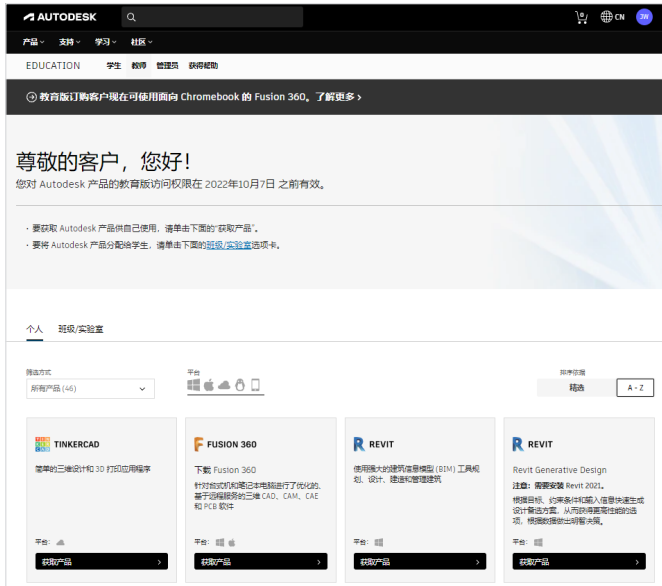 AUTODESK
CN
JW
产品 支持 学习 社区
EDUCATION 学生 教师 管理员 获得帮助
教育版订购客户现在可使用面向 Chromebook 的 Fusion 360。了解更多 >
尊敬的客户，您好！
您对 Autodesk 产品的教育版访问权限在 2022年10月7日 之前有效。
· 要获取 Autodesk 产品供自己使用，请单击下面的“获取产品”。
· 要将 Autodesk 产品分配给学生，请单击下面的班级/实验室选项卡。
个人 班级/实验室
筛选方式
所有产品 (46)
平台
排序依据
精选 A - Z
TINKERCAD
简单的三维设计和 3D 打印应用程序
平台：
获取产品 >
FUSION 360
下载 Fusion 360
针对台式机和笔记本电脑进行了优化的、
基于远程服务的三维 CAD、CAM、CAE
和 PCB 软件
平台：
获取产品 >
R REVIT
使用强大的建筑信息模型 (BIM) 工具规
划、设计、建造和管理建筑
平台：
获取产品 >
R REVIT
Revit Generative Design
注意：需要安装 Revit 2021。
根据目标、约束条件和输入信息快速生成
设计备选方案，从而获得更高性能的选
项，根据数据做出明智决策。
平台：
获取产品 >